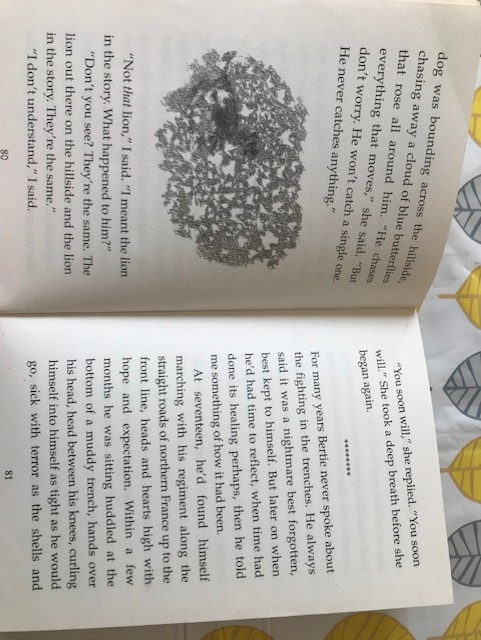 dog was bounding across the hillside,
chasing away a cloud of blue butterflies
that rose all around him. "He chases
everything that moves," she said. "But
don't worry. He won't catch a single one.
He never catches anything."
"Not that lion," I said. "I meant the lion
in the story. What happened to him?"
"Don't you see? They're the same. The
lion out there on the hillside and the lion
in the story. They're the same."
"I don't understand," I said.
80
"You soon will," she replied. "You soon
will." She took a deep breath before she
began again.
********
For many years Bertie never spoke about
the fighting in the trenches. He always
said it was a nightmare best forgotten,
best kept to himself. But later on when
he'd had time to reflect, when time had
done its healing perhaps, then he told
me something of how it had been.
At seventeen, he'd found himself
marching with his regiment along the
straight roads of northern France up to the
front line, heads and hearts high with
hope and expectation. Within a few
months he was sitting huddled at the
bottom of a muddy trench, hands over
his head, head between his knees, curling
himself into himself as tight as he would
go, sick with terror as the shells and
81